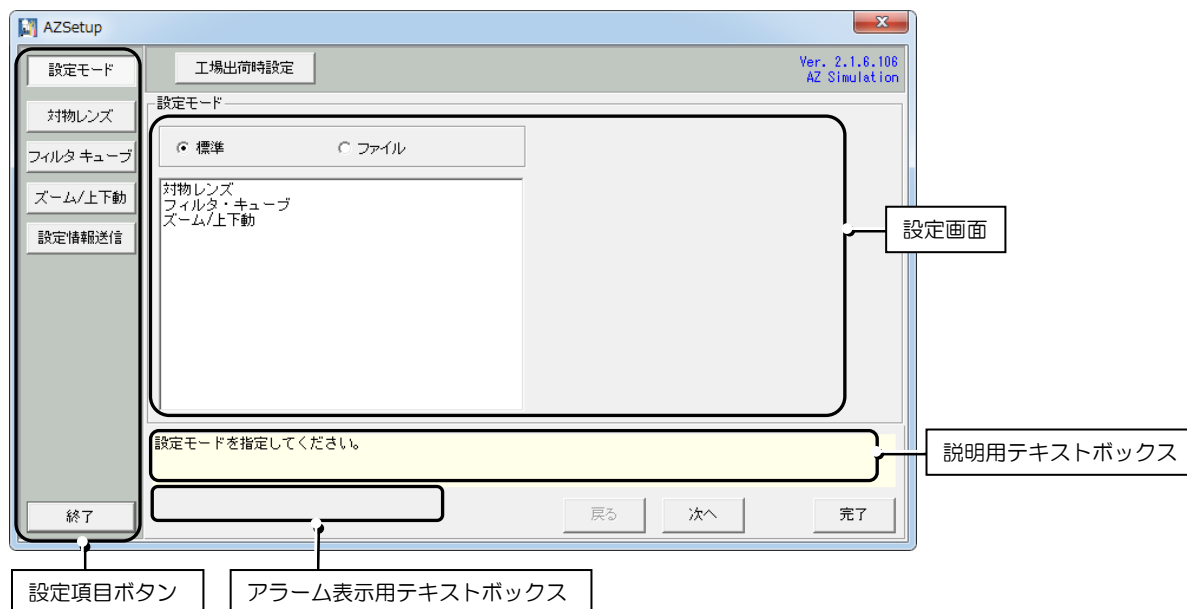 AZSetup
設定モード
工場出荷時設定
Ver. 2.1.6.106
AZ Simulation
対物レンズ
フィルタ キューブ
ズーム/上下動
設定情報送信
終了
設定モード
標準
ファイル
対物レンズ
フィルタ・キューブ
ズーム/上下動
設定画面
設定モードを指定してください。
説明用テキストボックス
戻る
次へ
完了
設定項目ボタン
アラーム表示用テキストボックス